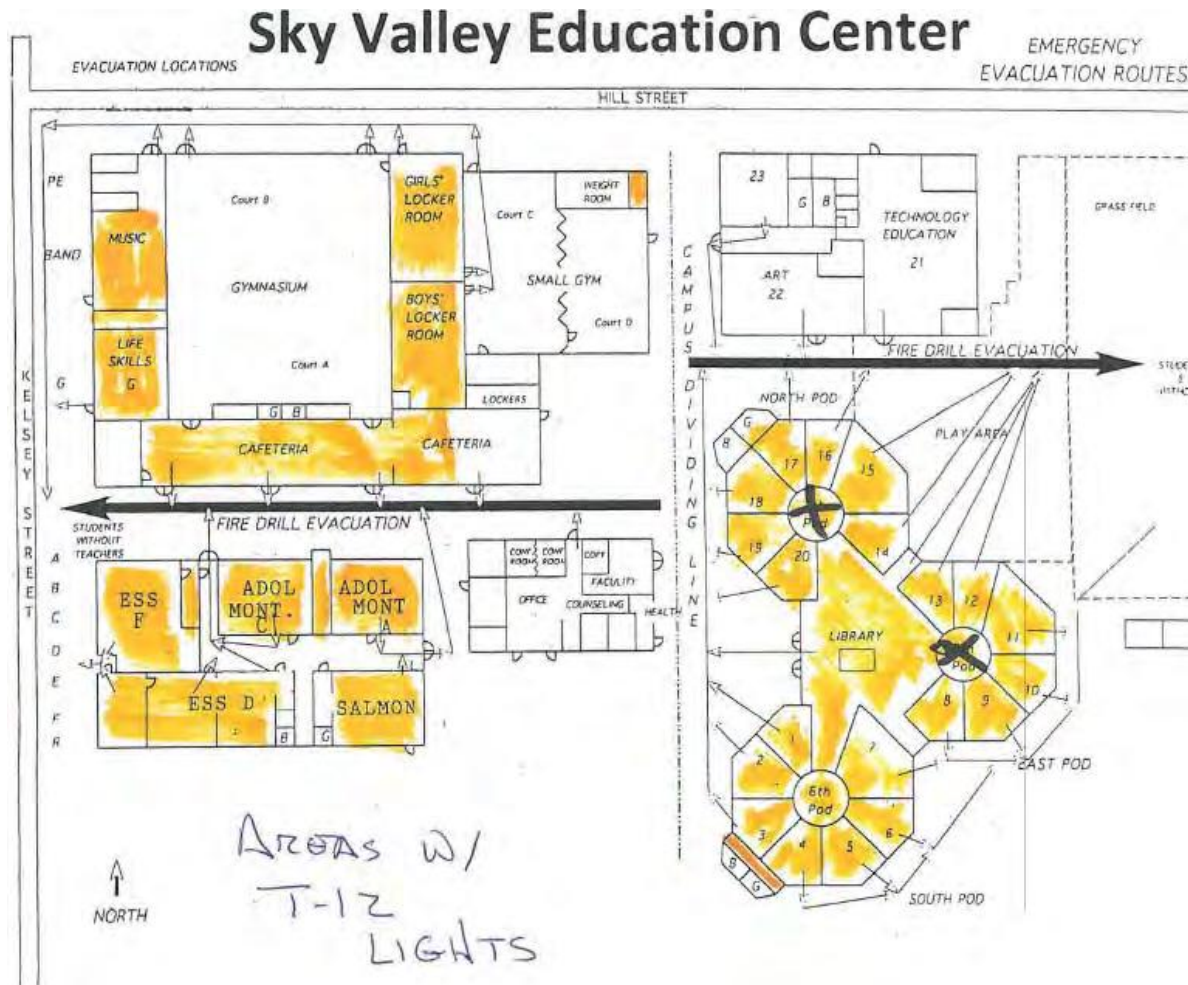 Sky Valley Education Center
EMERGENCY
EVACUATION ROUTES
EVACUATION LOCATIONS
HILL STREET
PE
BAND
G
KELSEY STREET
MUSIC
LIFE
SKILLS
G
Court B
GYMNASIUM
Court A
G B
GIRLS'
LOCKER
ROOM
BOYS'
LOCKER
ROOM
Court C
WEIGHT
ROOM
SMALL GYM
Court D
LOCKERS
CAFETERIA
CAFETERIA
CAMPUS DIVIDING LINE
23
G B
TECHNOLOGY
EDUCATION
21
ART
22
GRASS FIELD
FIRE DRILL EVACUATION
NORTH POD
PLAY AREA
G
B
17
16
15
18
19
20
14
Pod
13
12
11
10
9
8
Pod
LIBRARY
1
2
3
4
5
6
7
6th
Pod
B
G
EAST POD
SOUTH POD
FIRE DRILL EVACUATION
STUDENTS
WITHOUT
TEACHERS
A
B
C
D
E
F
R
ESS
F
ADOL
MONT.
C
ADOL
MONT
A
ESS D
SALMON
B
G
CONF
ROOM
CONF
ROOM
FACULTY
OFFICE
COUNSELING
HEALTH
AREAS W/
T-12
LIGHTS
NORTH